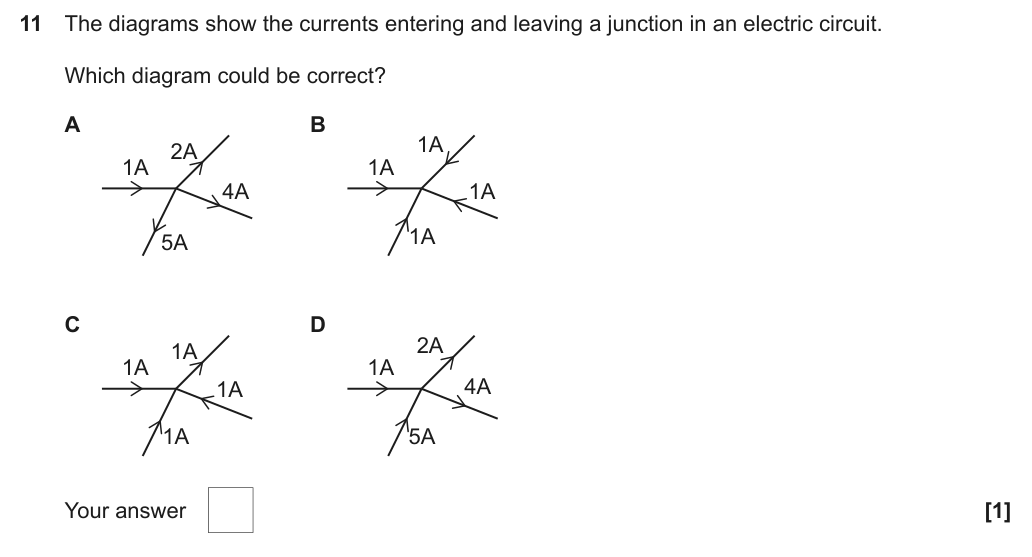 11 The diagrams show the currents entering and leaving a junction in an electric circuit.
Which diagram could be correct?
A
B
2A
1A
4A
5A
1A
1A
1A
1A
C
D
1A
1A
1A
1A
2A
1A
4A
5A
Your answer
[1]